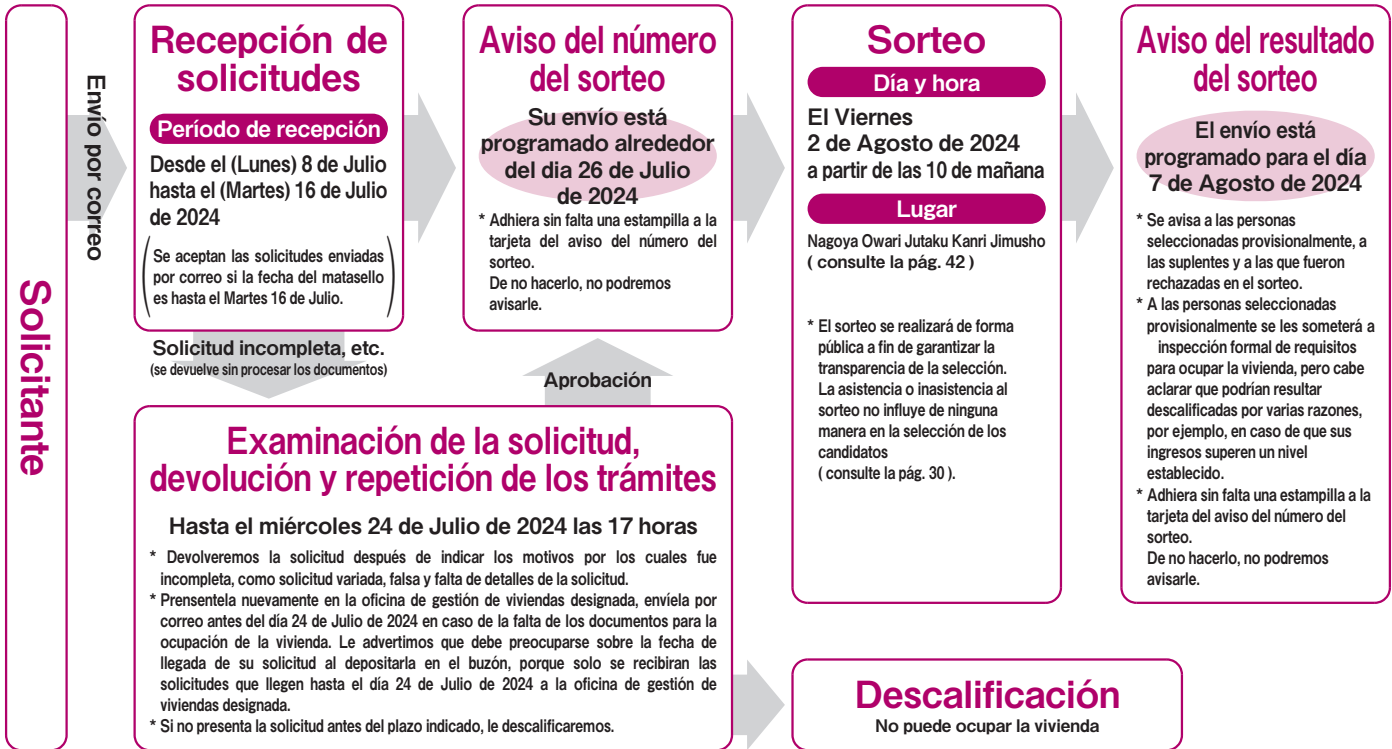 Solicitante
Envío por correo
Recepción de
solicitudes
Período de recepción
Desde el (Lunes) 8 de Julio
hasta el (Martes) 16 de Julio
de 2024
Se aceptan las solicitudes enviadas
por correo si la fecha del matasello
es hasta el Martes 16 de Julio.
Solicitud incompleta, etc.
(se devuelve sin procesar los documentos)
Aviso del número
del sorteo
Su envío está
programado alrededor
del dia 26 de Julio
de 2024
* Adhiera sin falta una estampilla a la
tarjeta del aviso del número del
sorteo.
De no hacerlo, no podremos
avisarle.
Aprobación
Examinación de la solicitud,
devolución y repetición de los trámites
Hasta el miércoles 24 de Julio de 2024 las 17 horas
* Devolveremos la solicitud después de indicar los motivos por los cuales fue
incompleta, como solicitud variada, falsa y falta de detalles de la solicitud.
* Prensentela nuevamente en la oficina de gestión de viviendas designada, envíela por
correo antes del día 24 de Julio de 2024 en caso de la falta de los documentos para la
ocupación de la vivienda. Le advertimos que debe preocuparse sobre la fecha de
llegada de su solicitud al depositarla en el buzón, porque solo se recibiran las
solicitudes que llegen hasta el día 24 de Julio de 2024 a la oficina de gestión de
viviendas designada.
* Si no presenta la solicitud antes del plazo indicado, le descalificaremos.
Sorteo
Día y hora
El Viernes
2 de Agosto de 2024
a partir de las 10 de mañana
Lugar
Nagoya Owari Jutaku Kanri Jimusho
( consulte la pág. 42 )
* El sorteo se realizará de forma
pública a fin de garantizar la
transparencia de la selección.
La asistencia o inasistencia al
sorteo no influye de ninguna
manera en la selección de los
candidatos
( consulte la pág. 30 ).
Aviso del resultado
del sorteo
El envío está
programado para el día
7 de Agosto de 2024
* Se avisa a las personas
seleccionadas provisionalmente, a
las suplentes y a las que fueron
rechazadas en el sorteo.
* A las personas seleccionadas
provisionalmente se les someterá a
inspección formal de requisitos
para ocupar la vivienda, pero cabe
aclarar que podrían resultar
descalificadas por varias razones,
por ejemplo, en caso de que sus
ingresos superen un nivel
establecido.
* Adhiera sin falta una estampilla a la
tarjeta del aviso del número del
sorteo.
De no hacerlo, no podremos
avisarle.
Descalificación
No puede ocupar la vivienda